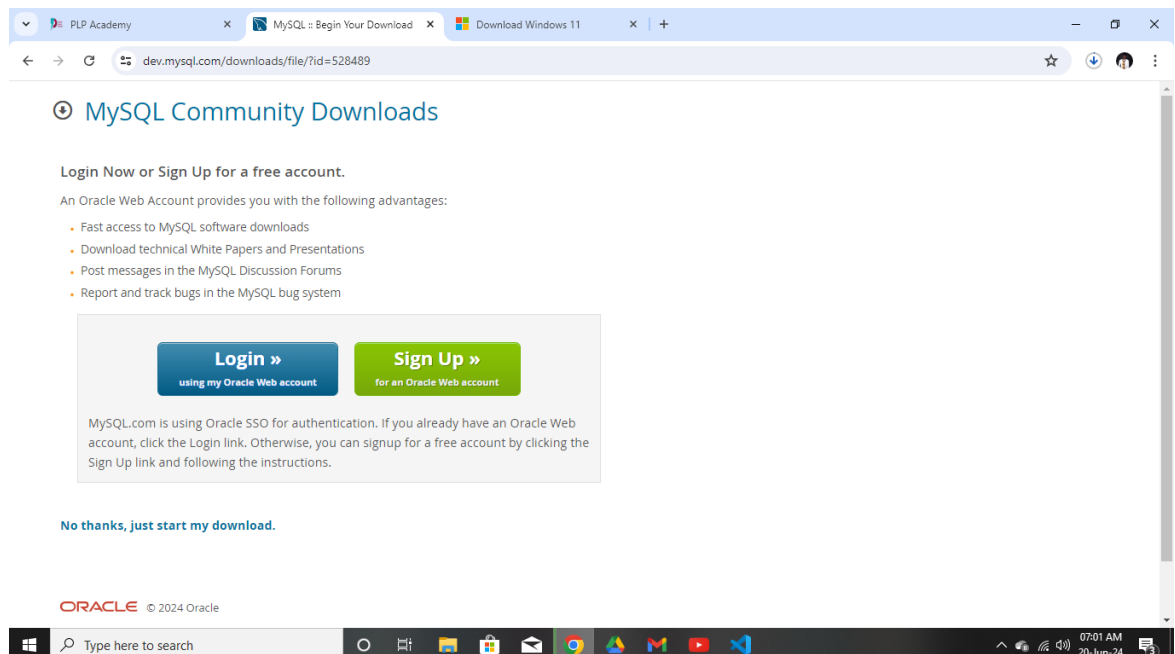 PLP Academy
MySQL :: Begin Your Download
Download Windows 11
dev.mysql.com/downloads/file/?id=528489
MySQL Community Downloads
Login Now or Sign Up for a free account.
An Oracle Web Account provides you with the following advantages:
Fast access to MySQL software downloads
Download technical White Papers and Presentations
Post messages in the MySQL Discussion Forums
Report and track bugs in the MySQL bug system
Login »
using my Oracle Web account
Sign Up »
for an Oracle Web account
MySQL.com is using Oracle SSO for authentication. If you already have an Oracle Web
account, click the Login link. Otherwise, you can signup for a free account by clicking the
Sign Up link and following the instructions.
No thanks, just start my download.
ORACLE © 2024 Oracle
Type here to search
07:01 AM
20-Jun-24
3